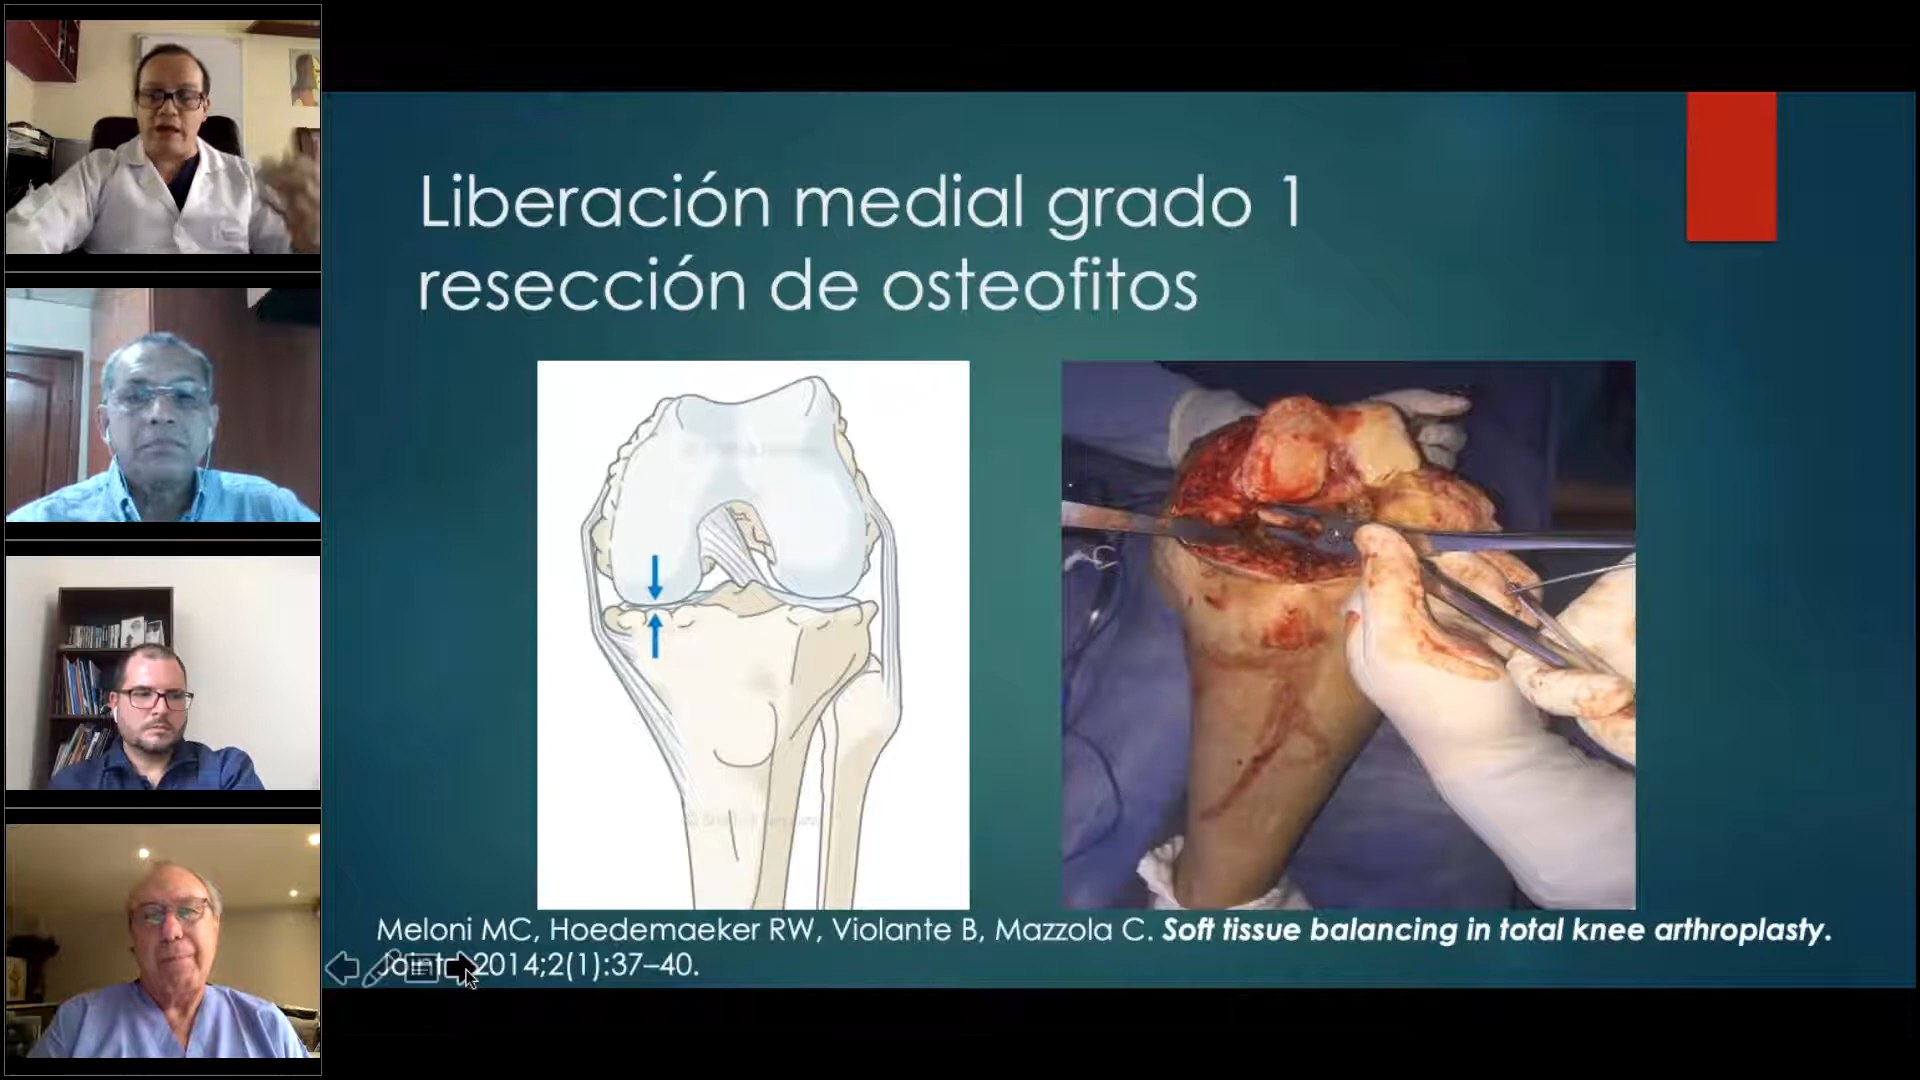 Liberación medial grado 1
resección de osteofitos
Meloni MC, Hoedemaeker RW, Violante B, Mazzola C. Soft tissue balancing in total knee arthroplasty.
2014;2(1):37–40.